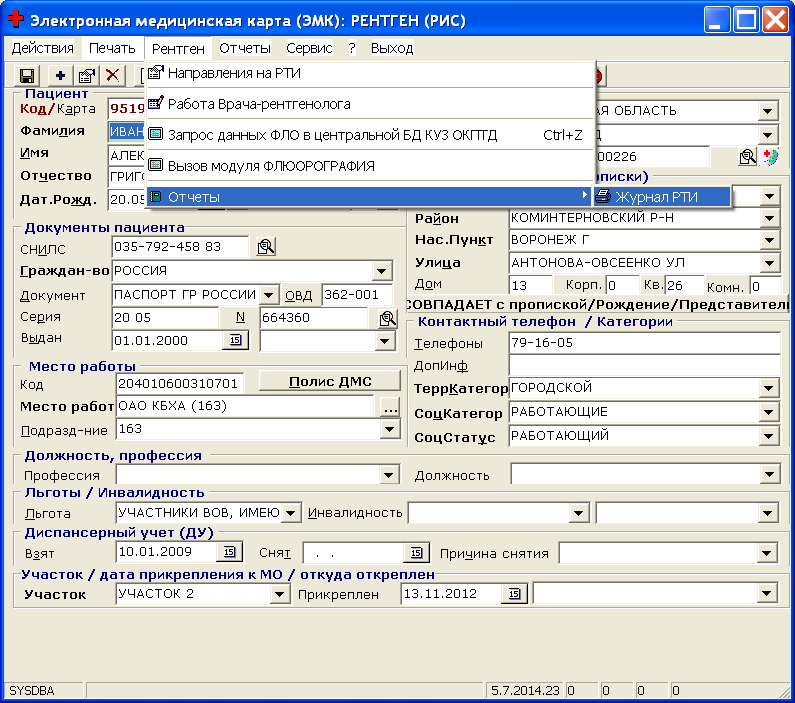 Электронная медицинская карта (ЭМК): РЕНТГЕН (РИС)
Действия Печать Рентген Отчеты Сервис ? Выход
Направления на РТИ
Работа Врача-рентгенолога
Запрос данных ФЛО в центральной БД КУЗ ОКПТД Ctrl+Z
Вызов модуля ФЛЮОРОГРАФИЯ
Отчеты
Журнал РТИ
Пациент
Код/Карта 9519
АЯ ОБЛАСТЬ
Фамилия ИВАН
Имя АЛЕК
00226
Отчество ГРИГО
Дат.Рожд. 20.05
Район КОМИНТЕРНОВСКИЙ Р-Н
Нас.Пункт ВОРОНЕЖ Г
Улица АНТОНОВА-ОВСЕЕНКО УЛ
Дом 13 Корп. 0 Кв. 26 Комн. 0
СОВПАДАЕТ с пропиской/Рождение/Представитель
Документы пациента
СНИЛС 035-792-458 83
Граждан-во РОССИЯ
Документ ПАСПОРТ ГР РОССИИ ОВД 362-001
Серия 20 05 N 664360
Выдан 01.01.2000 15
Контактный телефон / Категории
Телефоны 79-16-05
ДопИнф
ТеррКатегор ГОРОДСКОЙ
СоцКатегор РАБОТАЮЩИЕ
СоцСтатус РАБОТАЮЩИЙ
Место работы
Код 204010600310701 Полис ДМС
Место работ ОАО КБХА (163) ...
Подразд-ние 163
Должность, профессия
Профессия Должность
Льготы / Инвалидность
Льгота УЧАСТНИКИ ВОВ, ИМЕЮ Инвалидность
Диспансерный учет (ДУ)
Взят 10.01.2009 15 Снят . . 15 Причина снятия
Участок / дата прикрепления к МО / откуда откреплен
Участок УЧАСТОК 2 Прикреплен 13.11.2012 15
SYSDBA 5.7.2014.23 0 0 0 0